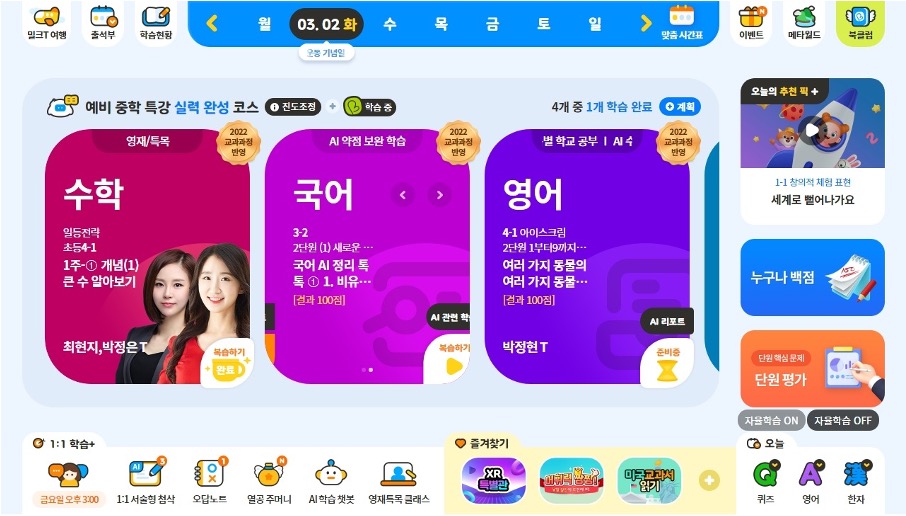 밀크T 여행
출석부
학습현황
월
03. 02 화
수
목
금
토
일
운동 기념일
맞춤 시간표
이벤트
N
메타월드
북클럽
예비 중학 특강 실력 완성 코스
진도조정
+
학습 중
4개 중 1개 학습 완료
계획
영재/특목
2022
교과과정
반영
수학
일등전략
초등4-1
1주-① 개념(1)
큰 수 알아보기
최현지,박정은 T
복습하기
완료
AI 약점 보완 학습
2022
교과과정
반영
국어
3-2
2단원 (1) 새로운 …
국어 AI 정리 톡
톡 ① 1. 비유…
[결과 100점]
AI 관련 학
복습하기
별 학교 공부 ㅣ AI 수
2022
교과과정
반영
영어
4-1 아이스크림
2단원 1부터9까지…
여러 가지 동물의
여러 가지 동물…
[결과 100점]
박정현 T
AI 리포트
준비중
오늘의 추천 픽 +
1-1 창의적 체험 표현
세계로 뻗어나가요
누구나 백점
단원 핵심 문제
단원 평가
자율학습 ON
자율학습 OFF
1:1 학습+
금요일 오후 3:00
AI
3
1:1 서술형 첨삭
1
오답노트
N
열공 주머니
AI 학습 챗봇
영재특목 클래스
즐겨찾기
XR
특별관
미국교과서
읽기
오늘
퀴즈
영어
漢
한자